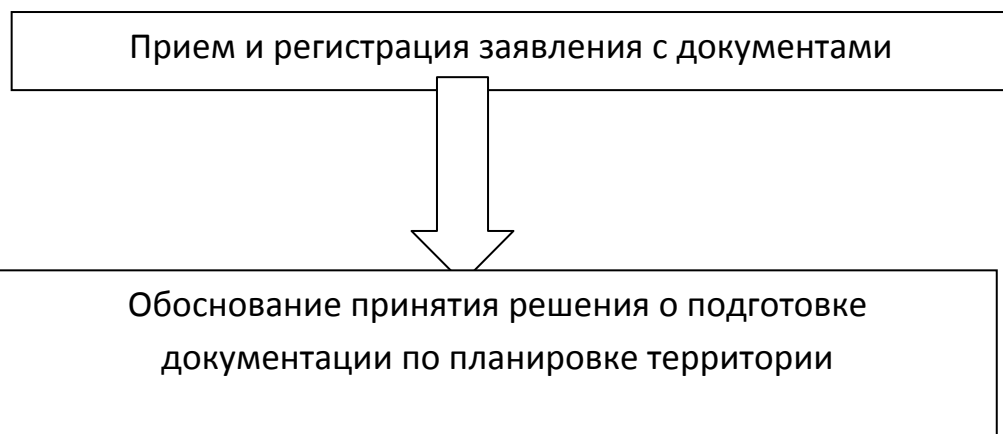 Прием и регистрация заявления с документами
Обоснование принятия решения о подготовке
документации по планировке территории